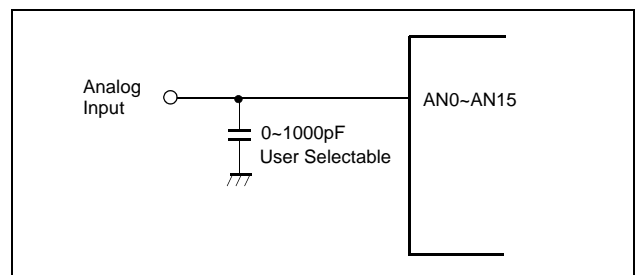 Analog
Input
AN0~AN15
0~1000pF
User Selectable